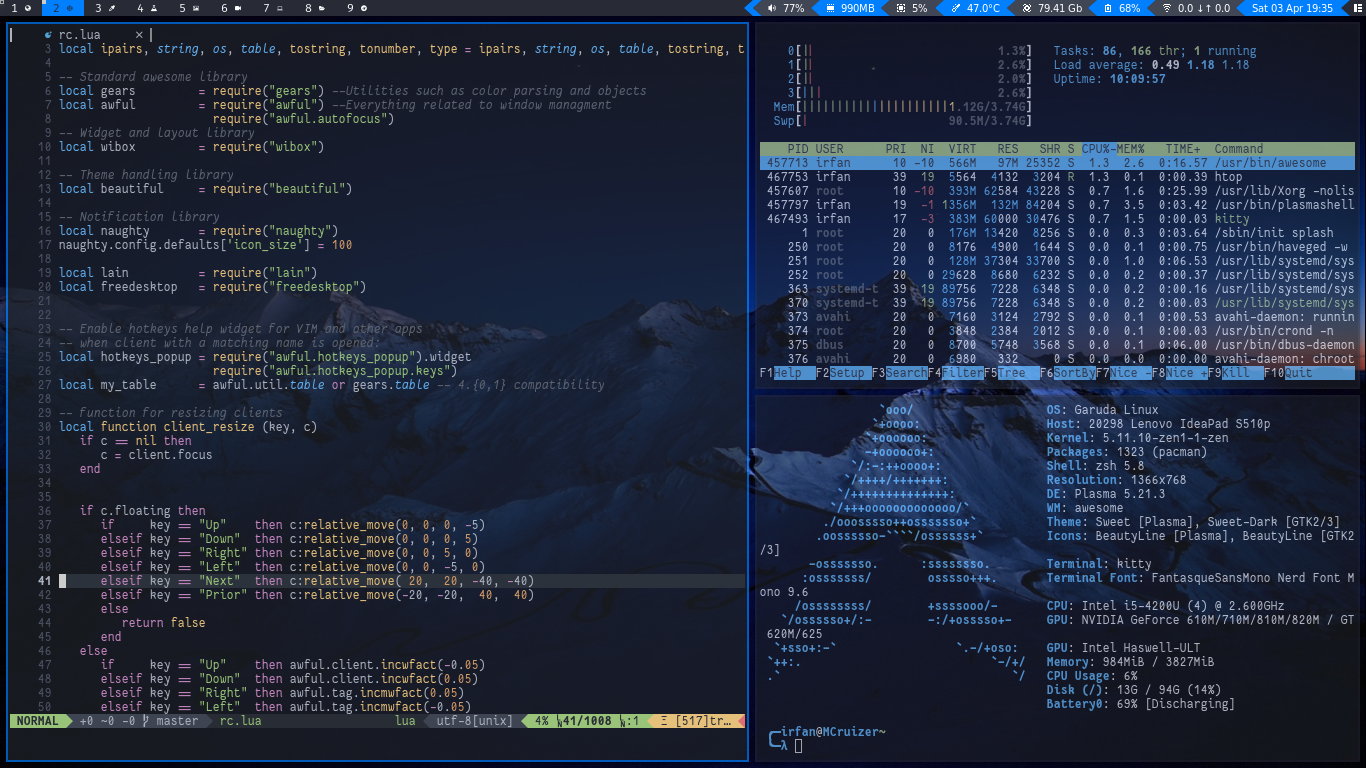 1 2 3 4 5 6 7 8 9
77% 990MB 5% 47.0°C 79.41 Gb 68% 0.0 ↓↑ 0.0 Sat 03 Apr 19:35
rc.lua ×
3 local ipairs, string, os, table, tostring, tonumber, type = ipairs, string, os, table, tostring, t
4
5 -- Standard awesome library
6 local gears = require("gears") --Utilities such as color parsing and objects
7 local awful = require("awful") --Everything related to window managment
8 require("awful.autofocus")
9 -- Widget and layout library
10 local wibox = require("wibox")
11
12 -- Theme handling library
13 local beautiful = require("beautiful")
14
15 -- Notification library
16 local naughty = require("naughty")
17 naughty.config.defaults['icon_size'] = 100
18
19 local lain = require("lain")
20 local freedesktop = require("freedesktop")
21
22
23 -- Enable hotkeys help widget for VIM and other apps
24 -- when client with a matching name is opened:
25 local hotkeys_popup = require("awful.hotkeys_popup").widget
26 require("awful.hotkeys_popup.keys")
27 local my_table = awful.util.table or gears.table -- 4.{0,1} compatibility
28
29 -- function for resizing clients
30 local function client_resize (key, c)
31 if c == nil then
32 c = client.focus
33 end
34
35
36 if c.floating then
37 if key == "Up" then c:relative_move(0, 0, 0, -5)
38 elseif key == "Down" then c:relative_move(0, 0, 0, 5)
39 elseif key == "Right" then c:relative_move(0, 0, 5, 0)
40 elseif key == "Left" then c:relative_move(0, 0, -5, 0)
41 elseif key == "Next" then c:relative_move( 20, 20, -40, -40)
42 elseif key == "Prior" then c:relative_move(-20, -20, 40, 40)
43 else
44 return false
45 end
46 else
47 if key == "Up" then awful.client.incwfact(-0.05)
48 elseif key == "Down" then awful.client.incwfact(0.05)
49 elseif key == "Right" then awful.tag.incmwfact(0.05)
50 elseif key == "Left" then awful.tag.incmwfact(-0.05)
NORMAL +0 ~0 -0 master rc.lua lua utf-8[unix] 4% 41/1008 :1 Ξ [517]tr…
0[|| 1.3%] Tasks: 86, 166 thr; 1 running
1[|| 2.6%] Load average: 0.49 1.18 1.18
2[|| 2.0%] Uptime: 10:09:57
3[||| 2.6%]
Mem[|||||||||||||||||||||1.12G/3.74G]
Swp[| 90.5M/3.74G]
PID USER PRI NI VIRT RES SHR S CPU%-MEM% TIME+ Command
457713 irfan 10 -10 566M 97M 25352 S 1.3 2.6 0:16.57 /usr/bin/awesome
467753 irfan 39 19 5564 4132 3204 R 1.3 0.1 0:00.39 htop
457607 root 10 -10 393M 62584 43228 S 0.7 1.6 0:25.99 /usr/lib/Xorg -nolis
457797 irfan 19 -1 1356M 132M 84204 S 0.7 3.5 0:03.42 /usr/bin/plasmashell
467493 irfan 17 -3 383M 60000 30476 S 0.7 1.5 0:00.03 kitty
1 root 20 0 176M 13420 8256 S 0.0 0.3 0:03.64 /sbin/init splash
250 root 20 0 8176 4900 1644 S 0.0 0.1 0:00.75 /usr/bin/haveged -w
251 root 20 0 128M 37304 33700 S 0.0 1.0 0:06.53 /usr/lib/systemd/sys
252 root 20 0 29628 8680 6232 S 0.0 0.2 0:00.37 /usr/lib/systemd/sys
363 systemd-t 39 19 89756 7228 6348 S 0.0 0.2 0:00.16 /usr/lib/systemd/sys
370 systemd-t 39 19 89756 7228 6348 S 0.0 0.2 0:00.03 /usr/lib/systemd/sys
373 avahi 20 0 7160 3124 2792 S 0.0 0.1 0:00.53 avahi-daemon: runnin
374 root 20 0 3848 2384 2012 S 0.0 0.1 0:00.03 /usr/bin/crond -n
375 dbus 20 0 8700 5748 3568 S 0.0 0.1 0:06.00 /usr/bin/dbus-daemon
376 avahi 20 0 6980 332 0 S 0.0 0.0 0:00.00 avahi-daemon: chroot
F1Help F2Setup F3SearchF4FilterF5Tree F6SortByF7Nice -F8Nice +F9Kill F10Quit
OS: Garuda Linux
Host: 20298 Lenovo IdeaPad S510p
Kernel: 5.11.10-zen1-1-zen
Packages: 1323 (pacman)
Shell: zsh 5.8
Resolution: 1366x768
DE: Plasma 5.21.3
WM: awesome
Theme: Sweet [Plasma], Sweet-Dark [GTK2/3]
Icons: BeautyLine [Plasma], BeautyLine [GTK2
/3]
Terminal: kitty
Terminal Font: FantasqueSansMono Nerd Font M
ono 9.6
CPU: Intel i5-4200U (4) @ 2.600GHz
GPU: NVIDIA GeForce 610M/710M/810M/820M / GT
620M/625
GPU: Intel Haswell-ULT
Memory: 984MiB / 3827MiB
CPU Usage: 6%
Disk (/): 13G / 94G (14%)
Battery0: 69% [Discharging]
irfan@MCruizer~
λ